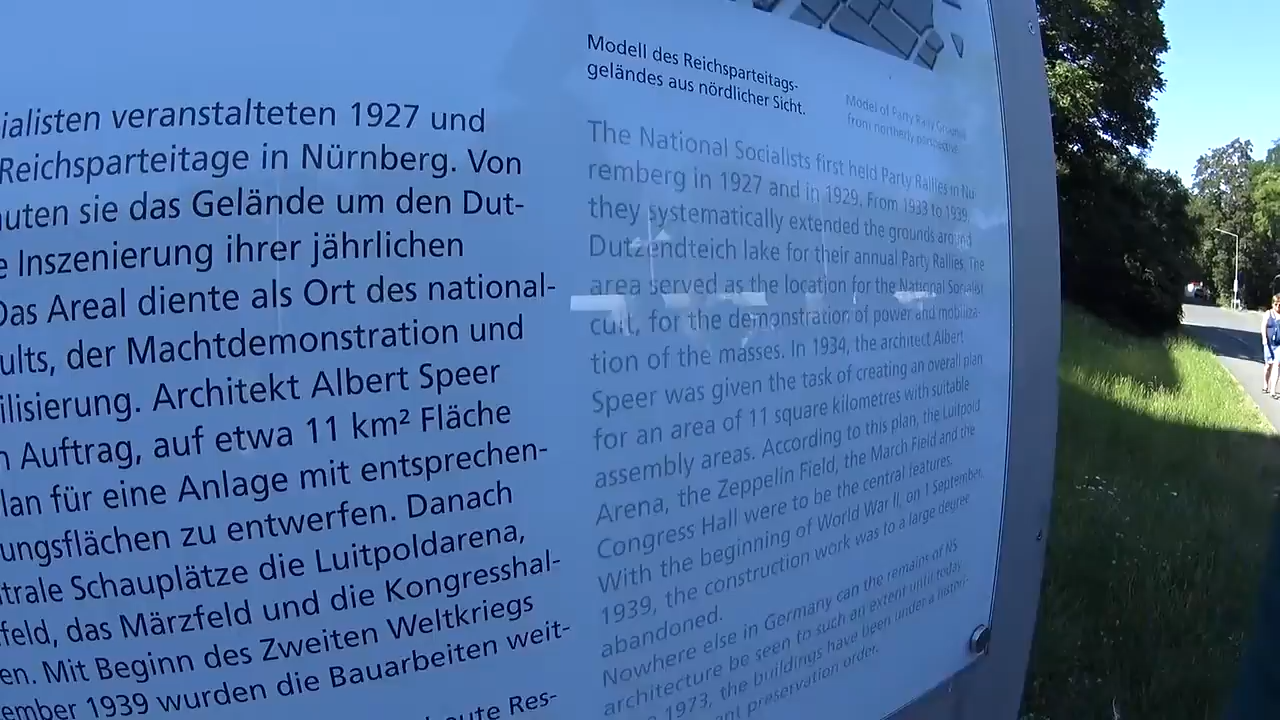 ialisten veranstalteten 1927 und
Reichsparteitage in Nürnberg. Von
uten sie das Gelände um den Dut-
e Inszenierung ihrer jährlichen
Das Areal diente als Ort des national-
ults, der Machtdemonstration und
ilisierung. Architekt Albert Speer
n Auftrag, auf etwa 11 km² Fläche
lan für eine Anlage mit entsprechen-
ungsflächen zu entwerfen. Danach
trale Schauplätze die Luitpoldarena,
feld, das Märzfeld und die Kongresshal-
en. Mit Beginn des Zweiten Weltkriegs
ember 1939 wurden die Bauarbeiten weit-
heute Res-
Modell des Reichsparteitags-
geländes aus nördlicher Sicht.
Model of Party Rally Grounds
from northerly perspective.
The National Socialists first held Party Rallies in Nu
remberg in 1927 and in 1929. From 1933 to 1939,
they systematically extended the grounds around
Dutzendteich lake for their annual Party Rallies. The
area served as the location for the National Socialist
cult, for the demonstration of power and mobiliza-
tion of the masses. In 1934, the architect Albert
Speer was given the task of creating an overall plan
for an area of 11 square kilometres with suitable
assembly areas. According to this plan, the Luitpold
Arena, the Zeppelin Field, the March Field and the
Congress Hall were to be the central features.
With the beginning of World War II, on 1 September,
1939, the construction work was to a large degree
abandoned.
Nowhere else in Germany can the remains of NS
architecture be seen to such an extent until today.
1973, the buildings have been under a histori-
preservation order.